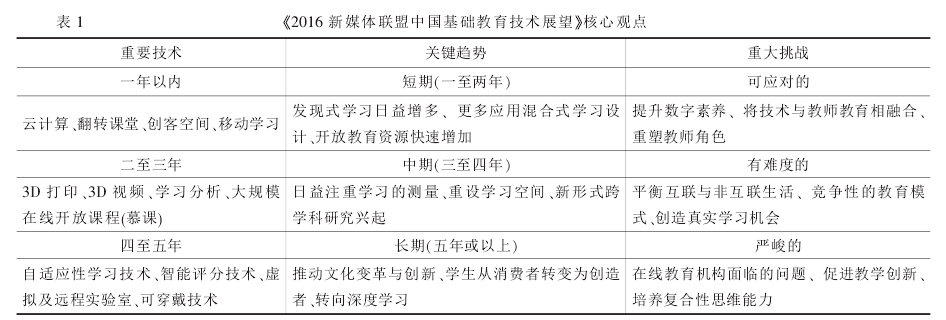 表 1 《2016 新媒体联盟中国基础教育技术展望》核心观点
重要技术 关键趋势 重大挑战
一年以内 短期(一至两年) 可应对的
云计算、翻转课堂、创客空间、移动学习
发现式学习日益增多、更多应用混合式学习设
计、开放教育资源快速增加
提升数字素养、将技术与教师教育相融合、
重塑教师角色
二至三年 中期(三至四年) 有难度的
3D 打印、3D 视频、学习分析、大规模
在线开放课程(慕课)
日益注重学习的测量、重设学习空间、新形式跨
学科研究兴起
平衡互联与非互联生活、竞争性的教育模
式、创造真实学习机会
四至五年 长期(五年或以上) 严峻的
自适应性学习技术、智能评分技术、虚
拟及远程实验室、可穿戴技术
推动文化变革与创新、学生从消费者转变为创造
者、转向深度学习
在线教育机构面临的问题、促进教学创新、
培养复合性思维能力